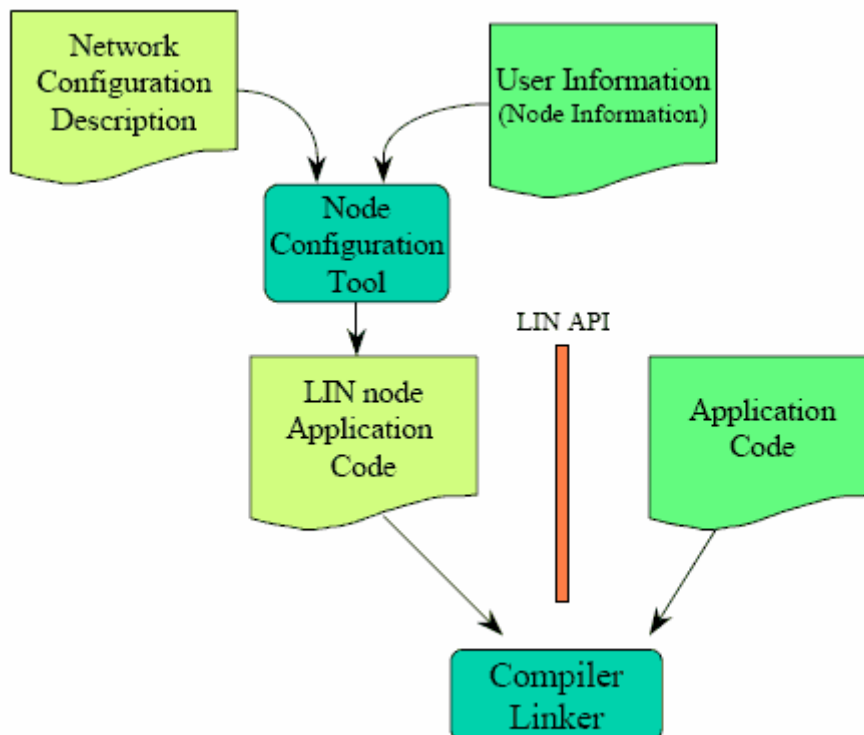 Network
Configuration
Description
User Information
(Node Information)
Node
Configuration
Tool
LIN API
LIN node
Application
Code
Application
Code
Compiler
Linker